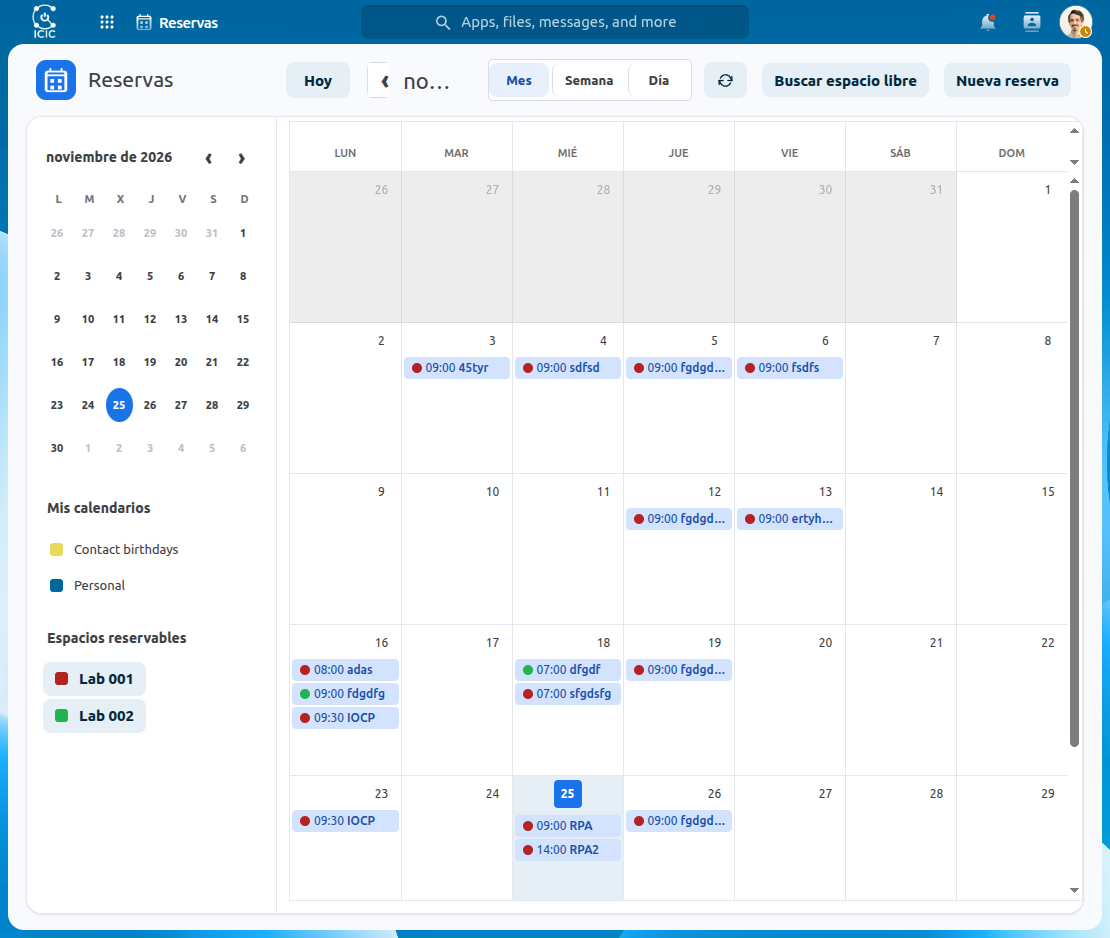 ICIC
Reservas
Apps, files, messages, and more
Reservas
Hoy
no...
Mes
Semana
Día
Buscar espacio libre
Nueva reserva
noviembre de 2026
L M X J V S D
26 27 28 29 30 31 1
2 3 4 5 6 7 8
9 10 11 12 13 14 15
16 17 18 19 20 21 22
23 24 25 26 27 28 29
30 1 2 3 4 5 6
Mis calendarios
Contact birthdays
Personal
Espacios reservables
Lab 001
Lab 002
LUN MAR MIÉ JUE VIE SÁB DOM
26 27 28 29 30 31 1
2 3 4 5 6 7 8
09:00 45tyr
09:00 sdfsd
09:00 fgdgd...
09:00 fsdfs
9 10 11 12 13 14 15
09:00 fgdgd...
09:00 ertyh...
16 17 18 19 20 21 22
08:00 adas
09:00 fdgdfg
09:30 IOCP
07:00 dfgdf
07:00 sfgdsfg
09:00 fgdgd...
23 24 25 26 27 28 29
09:30 IOCP
09:00 RPA
14:00 RPA2
09:00 fgdgd...